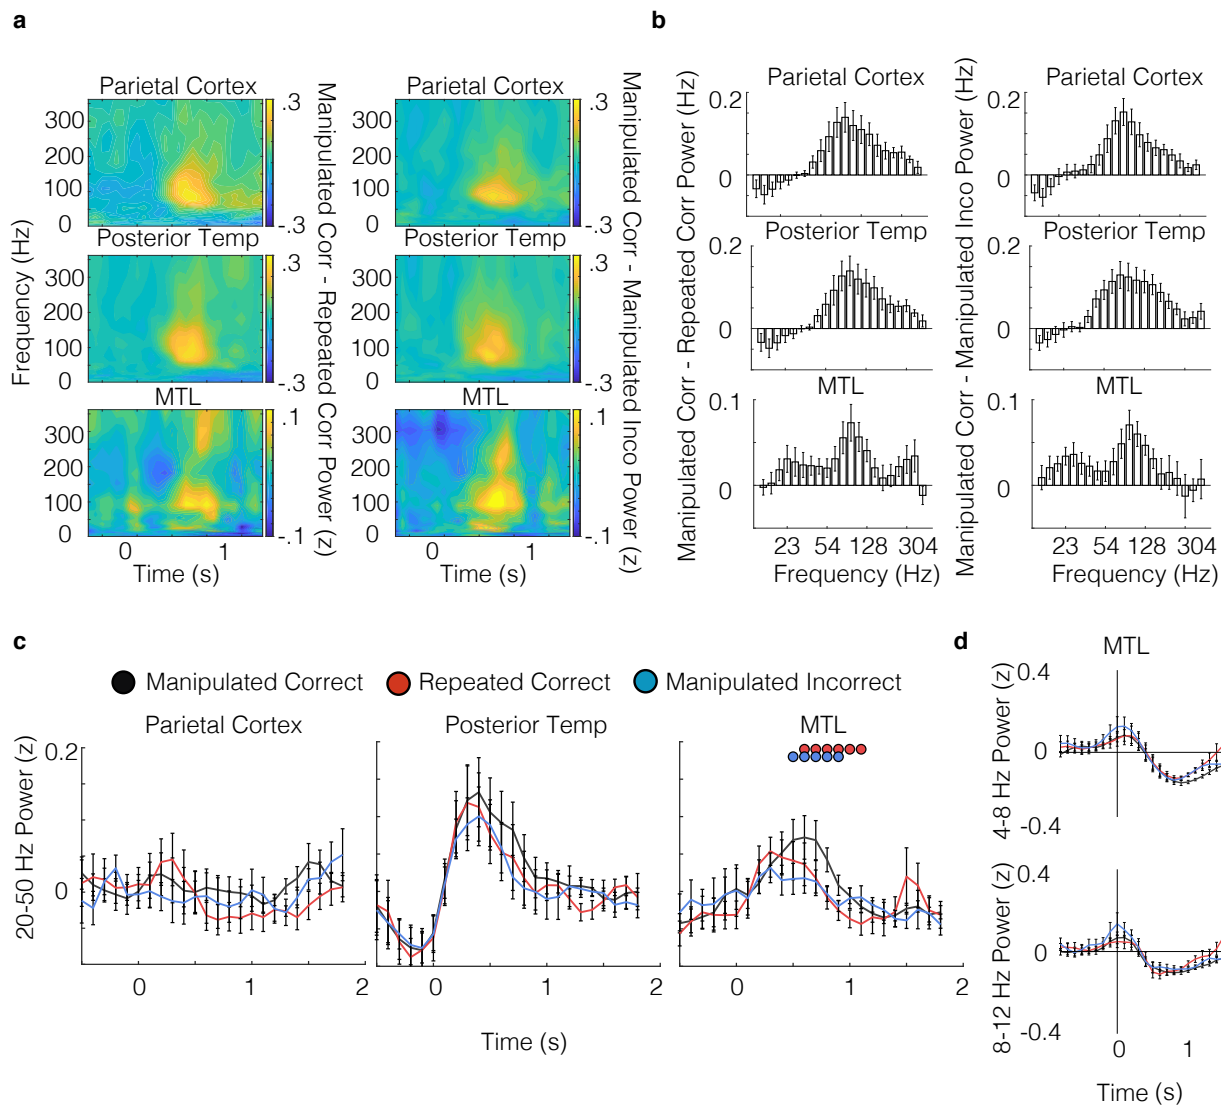 a
Parietal Cortex
.3
-.3
300
200
100
0
Posterior Temp
.3
-.3
300
200
100
0
MTL
.1
-.1
300
200
100
0
0
1
Time (s)
Frequency (Hz)
Manipulated Corr - Repeated Corr Power (z)
Parietal Cortex
.3
-.3
300
200
100
0
Posterior Temp
.3
-.3
300
200
100
0
MTL
.1
-.1
300
200
100
0
0
1
Time (s)
Manipulated Corr - Manipulated Inco Power (z)
b
Manipulated Corr - Repeated Corr Power (Hz)
Parietal Cortex
0.2
0
Posterior Temp
0.2
0
MTL
0.1
0
23 54 128 304
Frequency (Hz)
Manipulated Corr - Manipulated Inco Power (Hz)
Parietal Cortex
0.2
0
Posterior Temp
0.2
0
MTL
0.1
0
23 54 128 304
Frequency (Hz)
c
Manipulated Correct
Repeated Correct
Manipulated Incorrect
Parietal Cortex
Posterior Temp
MTL
20-50 Hz Power (z)
0.2
0
0 1 2
0 1 2
0 1 2
Time (s)
d
MTL
4-8 Hz Power (z)
0.4
0
-0.4
8-12 Hz Power (z)
0.4
0
-0.4
0 1
Time (s)